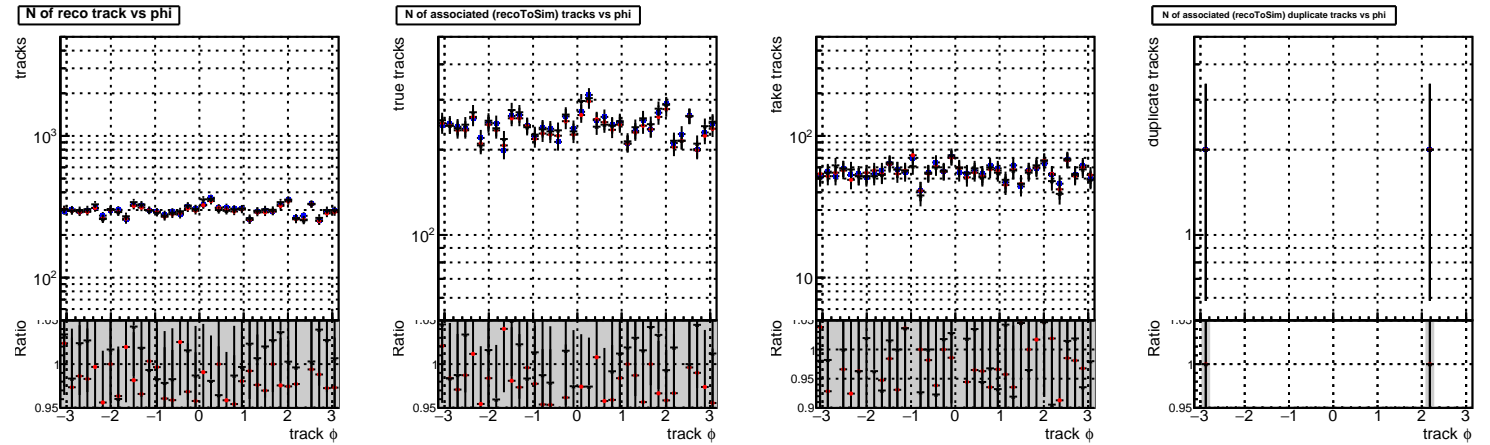 N of reco track vs phi
tracks
10³
10²
Ratio
1
0.95
−3 −2 −1 0 1 2 3
track ϕ
N of associated (recoToSim) tracks vs phi
true tracks
10²
Ratio
1
0.95
−3 −2 −1 0 1 2 3
track ϕ
fake tracks
10²
10
Ratio
1
0.95
0.9
−3 −2 −1 0 1 2 3
track ϕ
N of associated (recoToSim) duplicate tracks vs phi
duplicate tracks
1
Ratio
1
0.95
−3 −2 −1 0 1 2 3
track ϕ